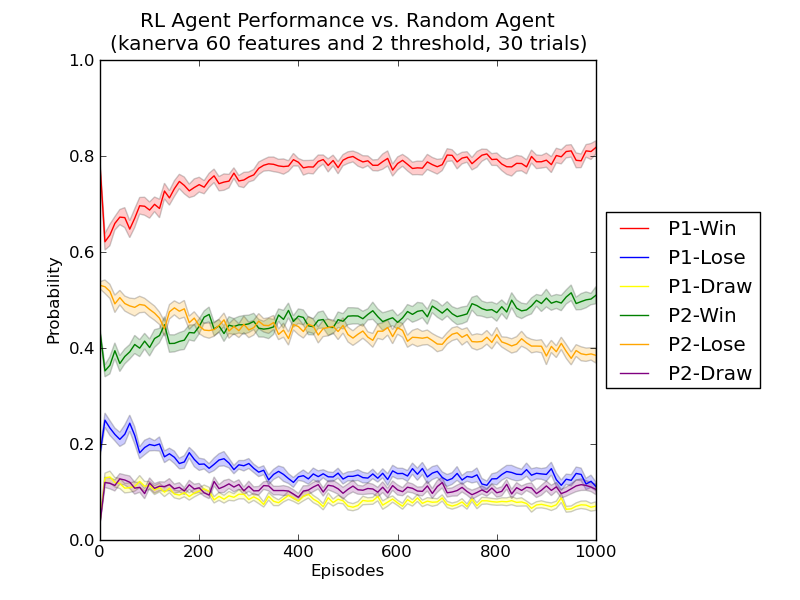 RL Agent Performance vs. Random Agent
(kanerva 60 features and 2 threshold, 30 trials)
1.0
0.8
0.6
0.4
0.2
0.0
Probability
0
200
400
600
800
1000
Episodes
P1-Win
P1-Lose
P1-Draw
P2-Win
P2-Lose
P2-Draw